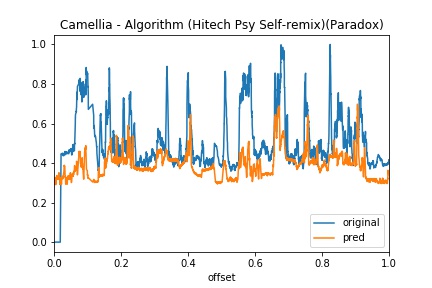 Camellia - Algorithm (Hitech Psy Self-remix)(Paradox)
1.0
0.8
0.6
0.4
0.2
0.0
original
pred
0.0 0.2 0.4 0.6 0.8 1.0
offset